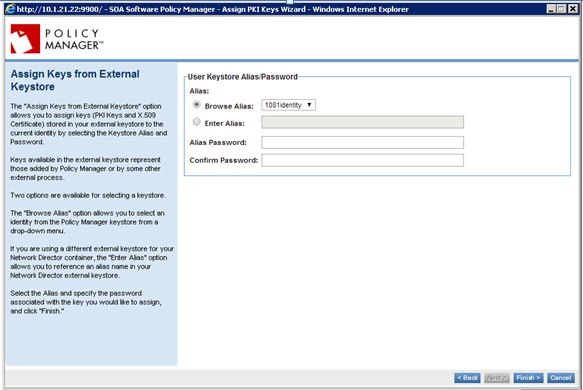 http://10.1.21.22:9900/ - SOA Software Policy Manager - Assign PKI Keys Wizard - Windows Internet Explorer
POLICY
MANAGER™
Assign Keys from External
Keystore
The "Assign Keys from External Keystore" option
allows you to assign keys (PKI Keys and X.509
Certificate) stored in your external keystore to the
current identity by selecting the Keystore Alias and
Password.
Keys available in the external keystore represent
those added by Policy Manager or by some other
external process.
Two options are available for selecting a keystore.
The "Browse Alias" option allows you to select an
identity from the Policy Manager keystore from a
drop-down menu.
If you are using a different external keystore for your
Network Director container, the "Enter Alias" option
allows you to reference an alias name in your
Network Director external keystore.
Select the Alias and specify the password
associated with the key you would like to assign,
and click "Finish."
User Keystore Alias/Password
Alias:
Browse Alias: 1081identity
Enter Alias:
Alias Password:
Confirm Password:
< Back Next > Finish > Cancel